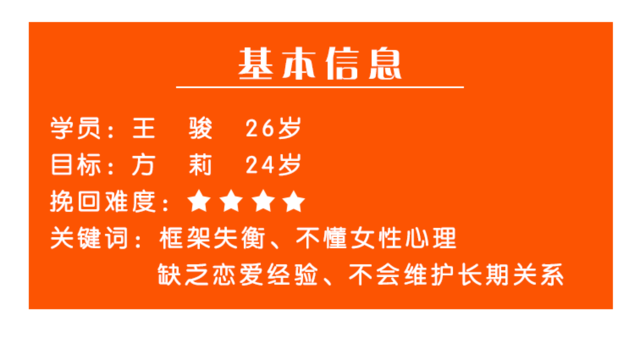 基本信息
学员：王　骏　26岁
目标：方　莉　24岁
挽回难度：★★★★
关键词：框架失衡、不懂女性心理
缺乏恋爱经验、不会维护长期关系